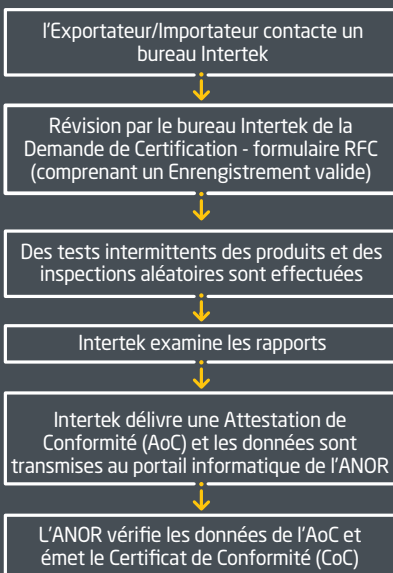 l'Exportateur/Importateur contacte un
bureau Intertek
Révision par le bureau Intertek de la
Demande de Certification - formulaire RFC
(comprenant un Enrengistrement valide)
Des tests intermittents des produits et des
inspections aléatoires sont effectuées
Intertek examine les rapports
Intertek délivre une Attestation de
Conformité (AoC) et les données sont
transmises au portail informatique de l'ANOR
L'ANOR vérifie les données de l'AoC et
émet le Certificat de Conformité (CoC)